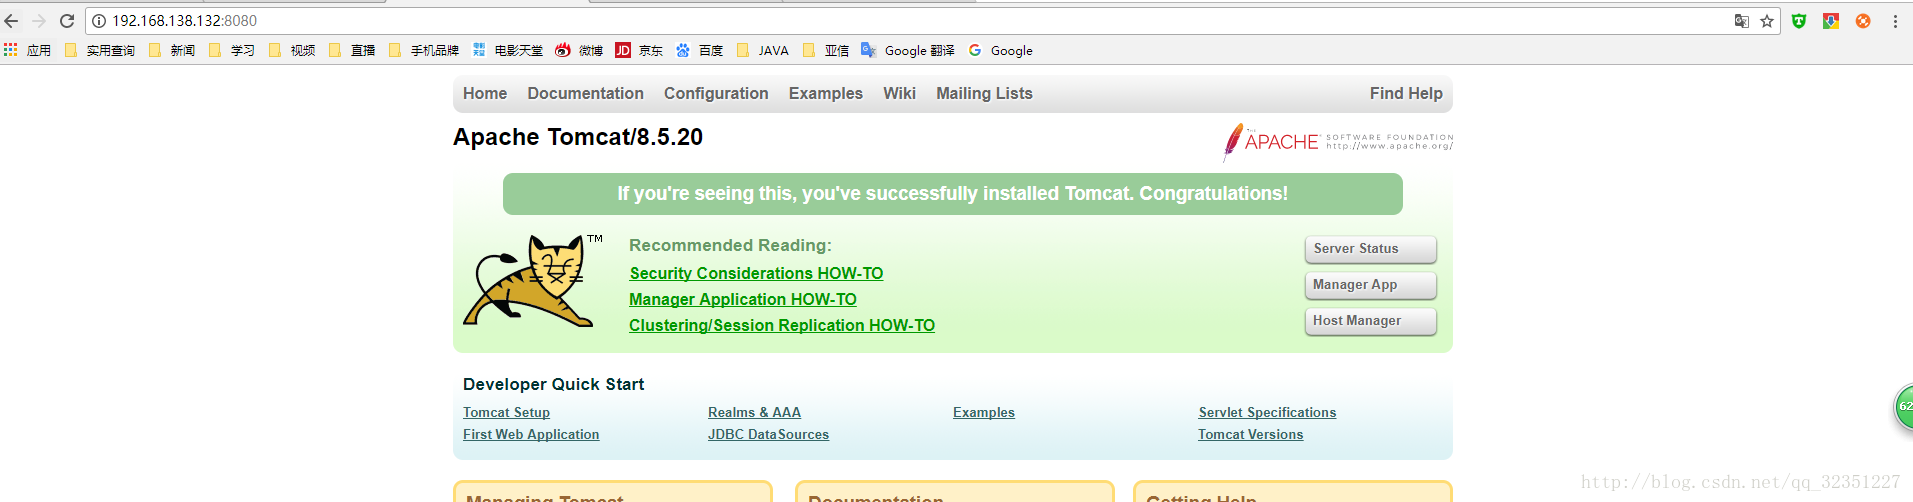 192.168.138.132:8080
应用 实用查询 新闻 学习 视频 直播 手机品牌 电影天堂 电影天堂 微博 JD 京东 百度 JAVA 亚信 Google 翻译 Google
Home Documentation Configuration Examples Wiki Mailing Lists Find Help
Apache Tomcat/8.5.20
THE APACHE SOFTWARE FOUNDATION
http://www.apache.org/
If you're seeing this, you've successfully installed Tomcat. Congratulations!
TM
Recommended Reading:
Security Considerations HOW-TO
Manager Application HOW-TO
Clustering/Session Replication HOW-TO
Server Status
Manager App
Host Manager
Developer Quick Start
Tomcat Setup Realms & AAA Examples Servlet Specifications
First Web Application JDBC DataSources Tomcat Versions
62
Managing Tomcat Documentation Getting Help
http://blog.csdn.net/qq_32351227